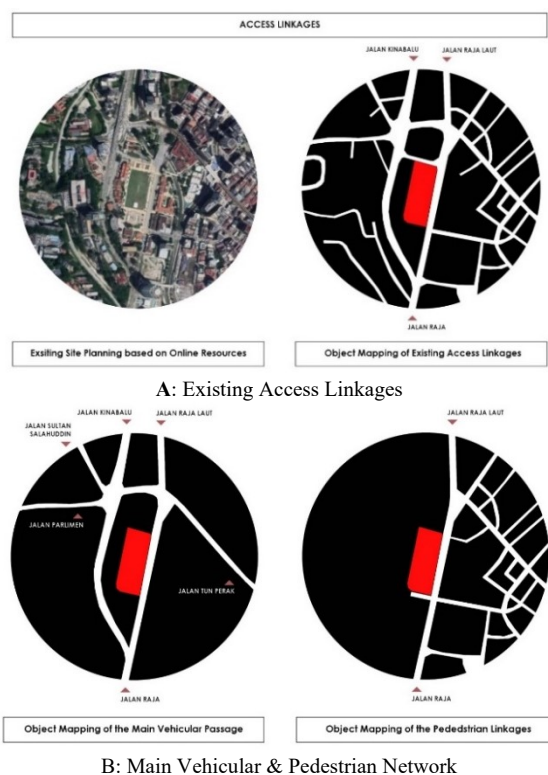 ACCESS LINKAGES
JALAN KINABALU
JALAN RAJA LAUT
JALAN RAJA
Exsiting Site Planning based on Online Resources
Object Mapping of Existing Access Linkages
A: Existing Access Linkages
JALAN KINABALU
JALAN RAJA LAUT
JALAN SULTAN
SALAHUDDIN
JALAN PARLIMEN
JALAN TUN PERAK
JALAN RAJA
JALAN RAJA LAUT
JALAN RAJA
Object Mapping of the Main Vehicular Passage
Object Mapping of the Pededstrian Linkages
B: Main Vehicular & Pedestrian Network